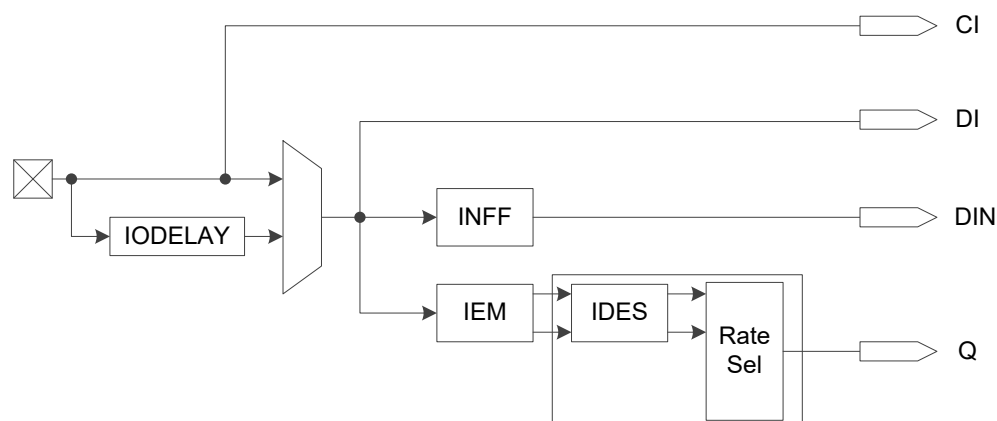 CI
DI
IODELAY
INFF
DIN
IEM
IDES
Rate
Sel
Q